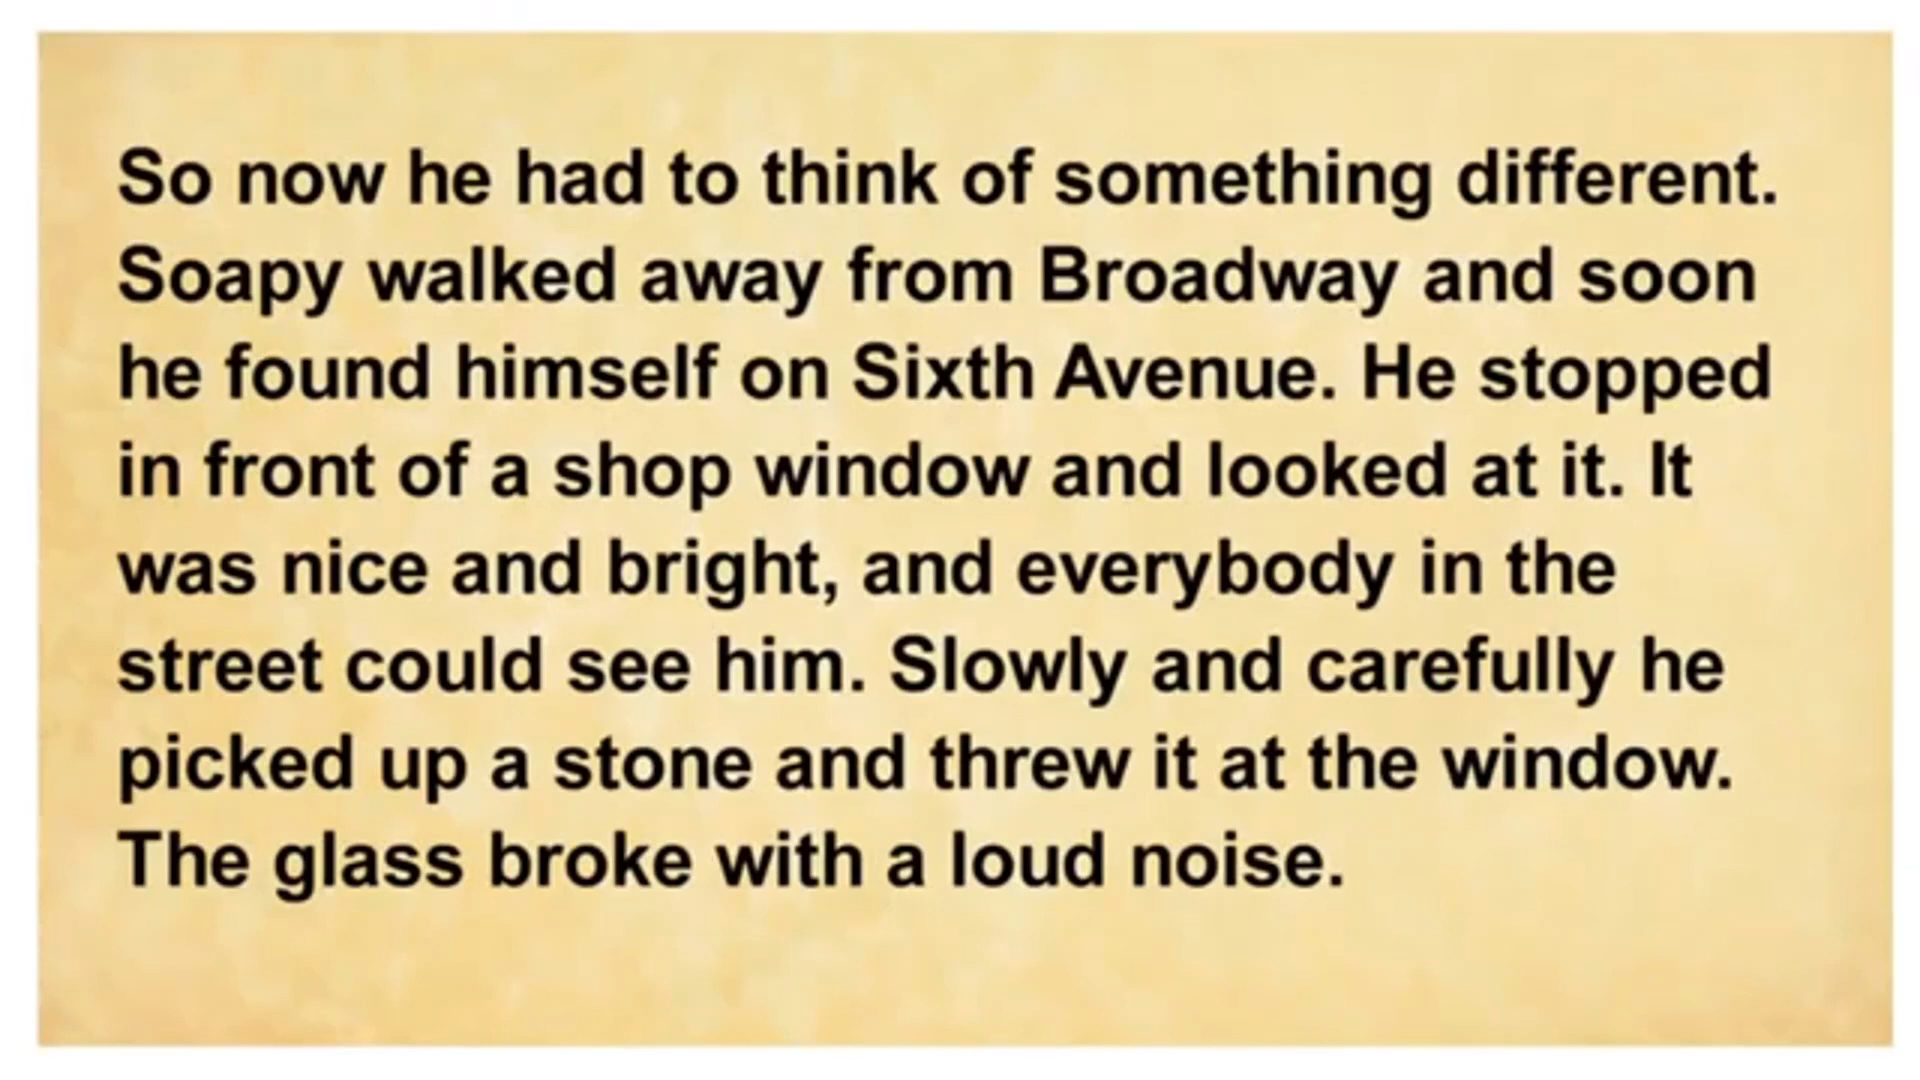 So now he had to think of something different.
Soapy walked away from Broadway and soon
he found himself on Sixth Avenue. He stopped
in front of a shop window and looked at it. It
was nice and bright, and everybody in the
street could see him. Slowly and carefully he
picked up a stone and threw it at the window.
The glass broke with a loud noise.